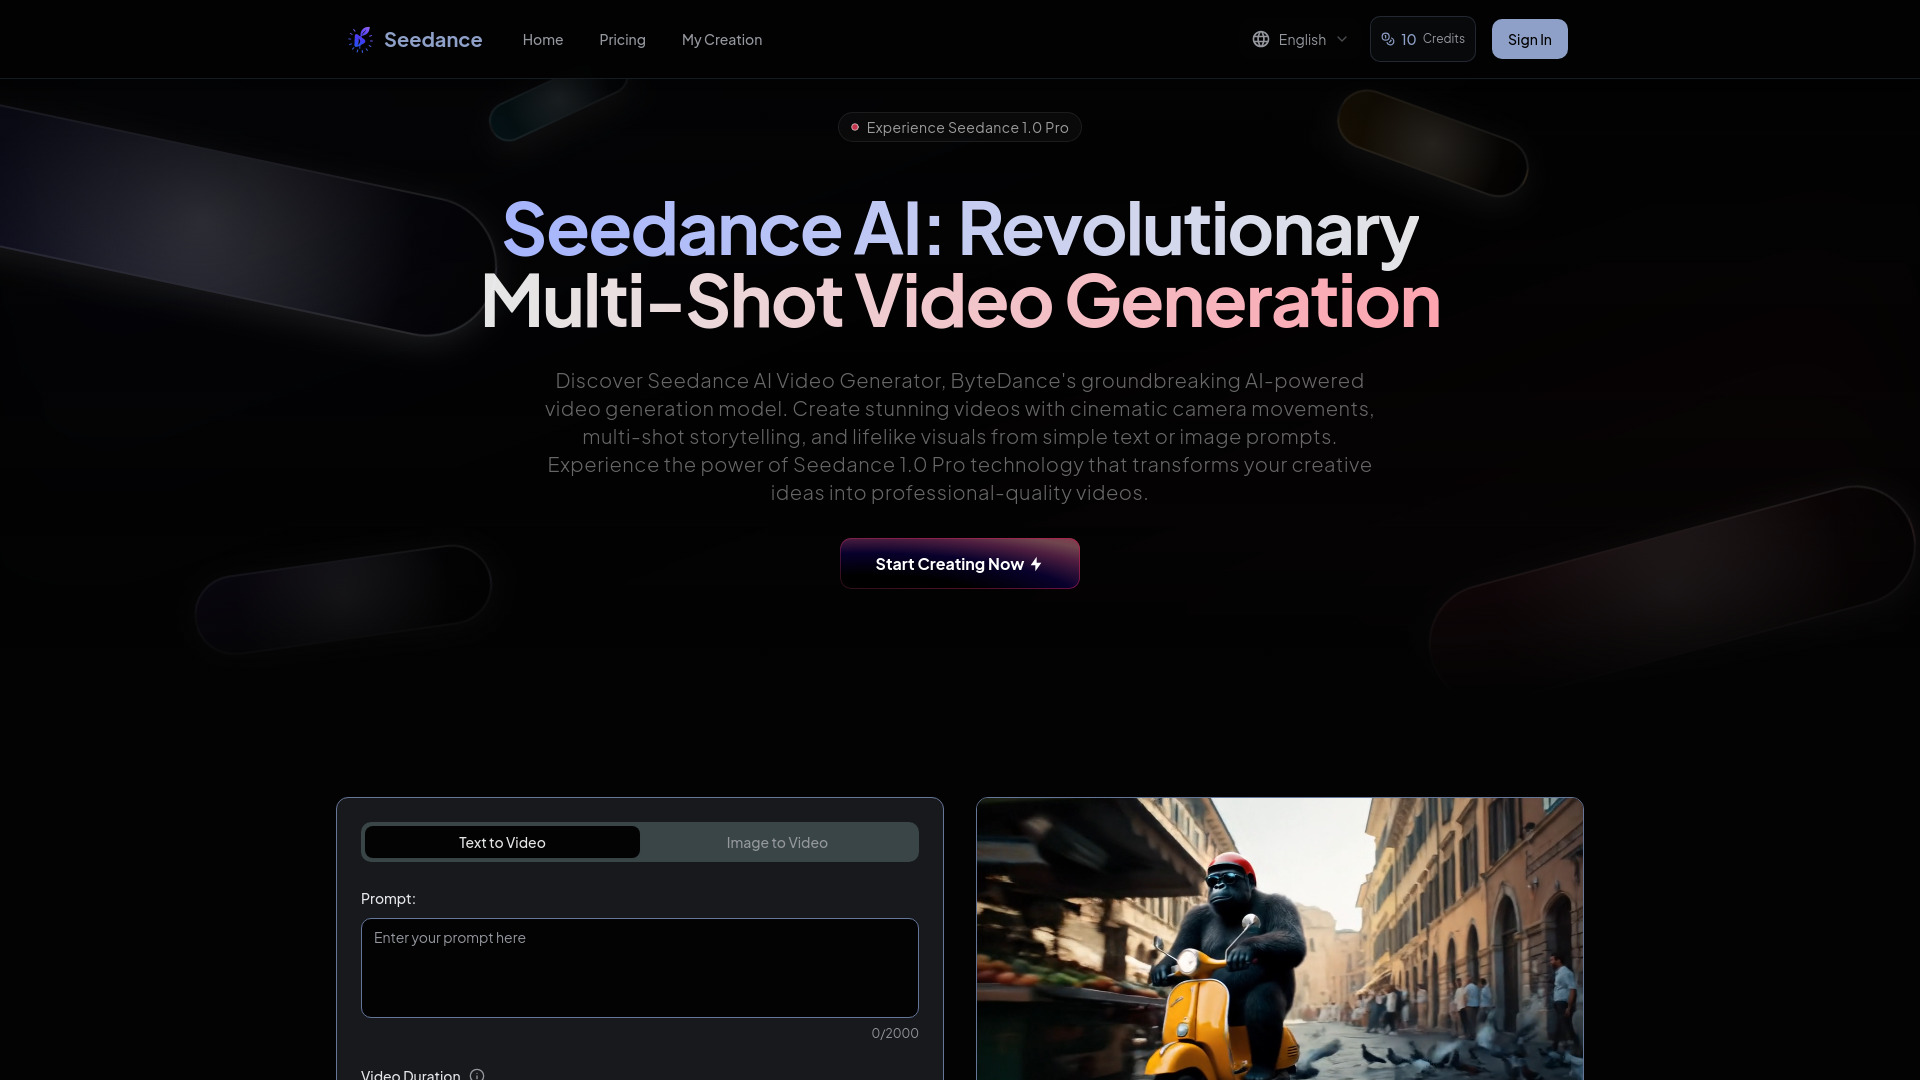 Seedance
Home
Pricing
My Creation
English
10 Credits
Sign In
Experience Seedance 1.0 Pro
Seedance AI: Revolutionary
Multi-Shot Video Generation
Discover Seedance AI Video Generator, ByteDance's groundbreaking AI-powered
video generation model. Create stunning videos with cinematic camera movements,
multi-shot storytelling, and lifelike visuals from simple text or image prompts.
Experience the power of Seedance 1.0 Pro technology that transforms your creative
ideas into professional-quality videos.
Start Creating Now
Text to Video
Image to Video
Prompt:
Enter your prompt here
0/2000
Video Duration